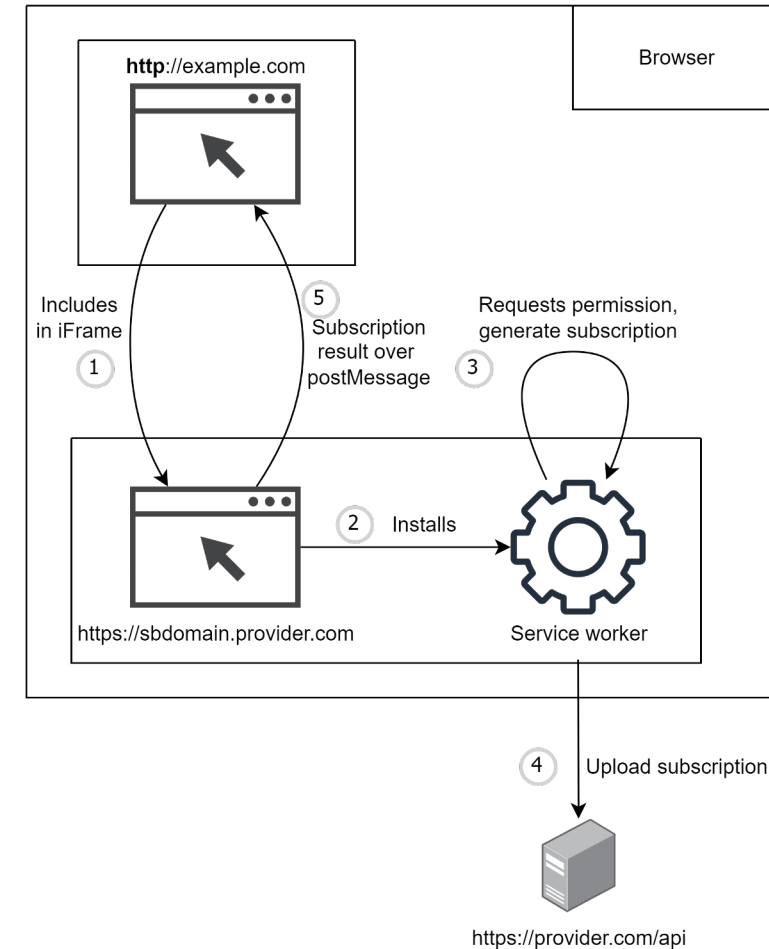 Browser
http://example.com
Includes
in iFrame
1
5
Subscription
result over
postMessage
Requests permission,
generate subscription
3
2
Installs
https://sbdomain.provider.com
Service worker
4
Upload subscription
https://provider.com/api